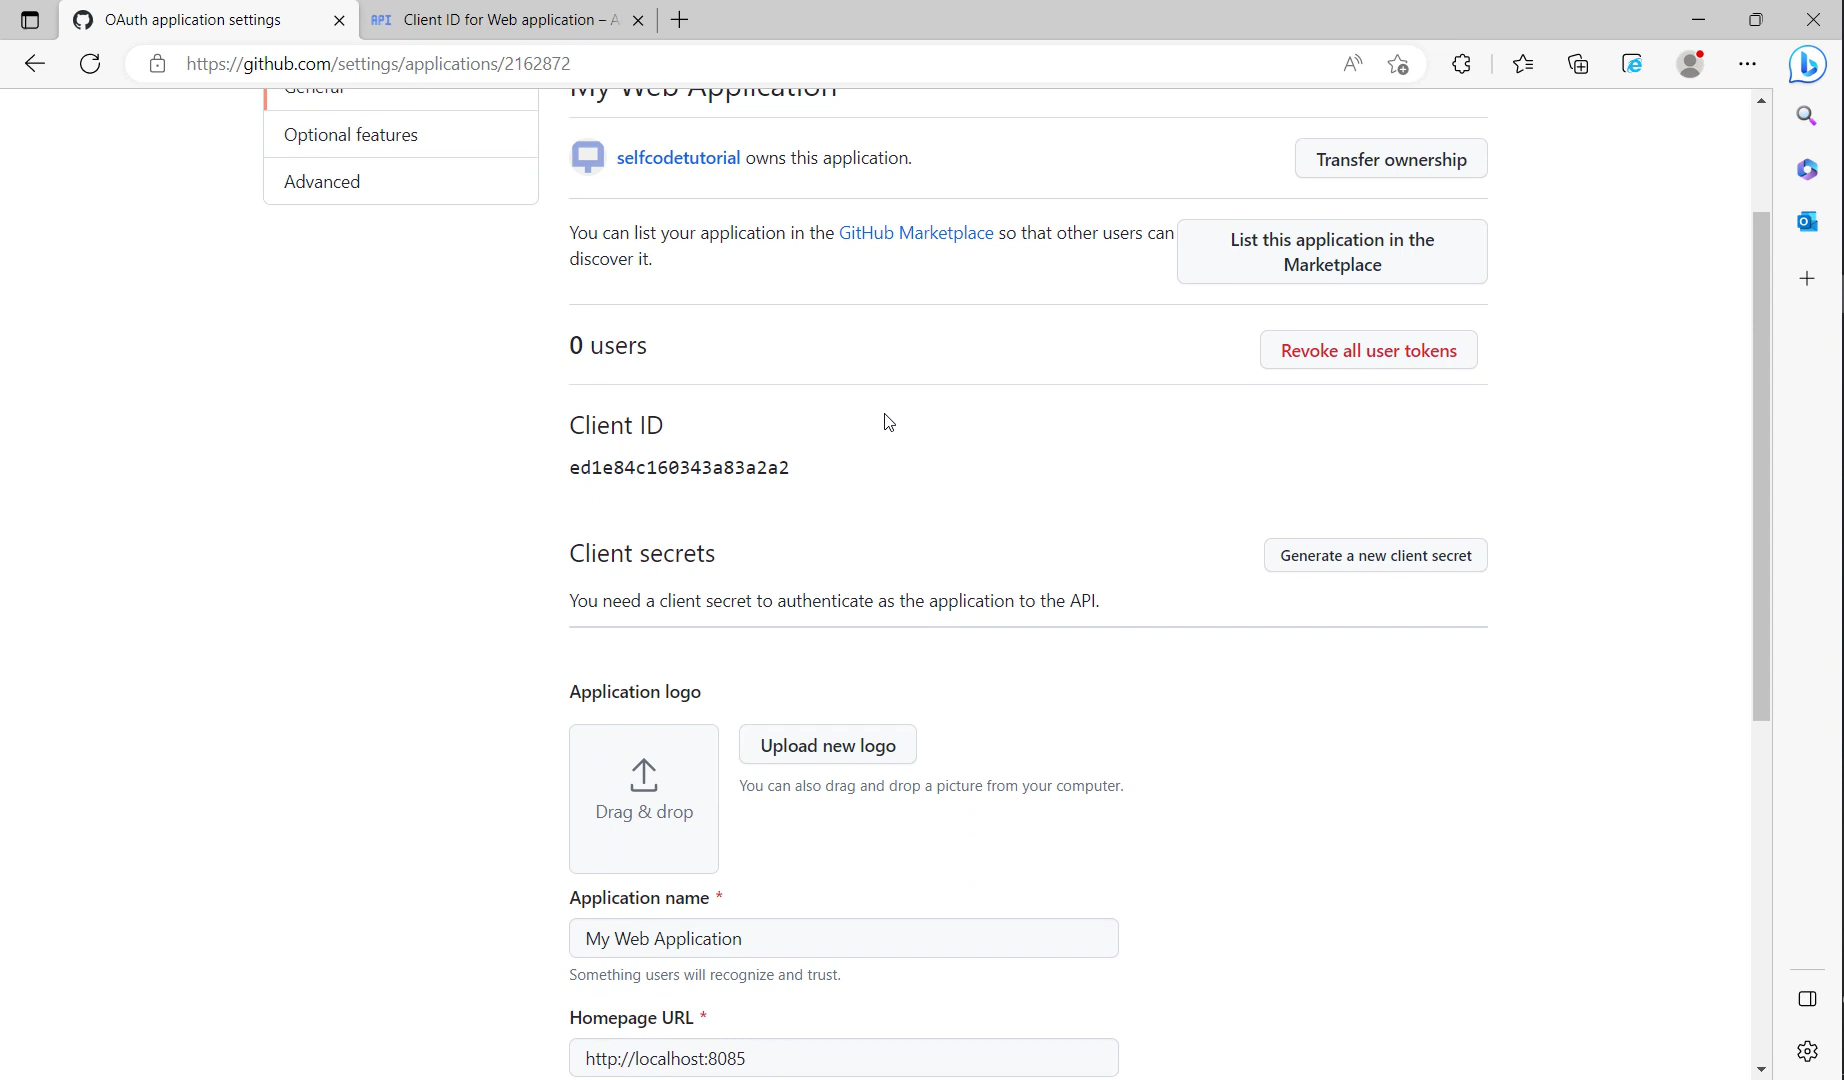 OAuth application settings
API Client ID for Web application – A
https://github.com/settings/applications/2162872
General
My Web Application
Optional features
Advanced
selfcodetutorial owns this application.
Transfer ownership
You can list your application in the GitHub Marketplace so that other users can
discover it.
List this application in the
Marketplace
0 users
Revoke all user tokens
Client ID
ed1e84c160343a83a2a2
Client secrets
Generate a new client secret
You need a client secret to authenticate as the application to the API.
Application logo
Upload new logo
You can also drag and drop a picture from your computer.
Drag & drop
Application name *
My Web Application
Something users will recognize and trust.
Homepage URL *
http://localhost:8085